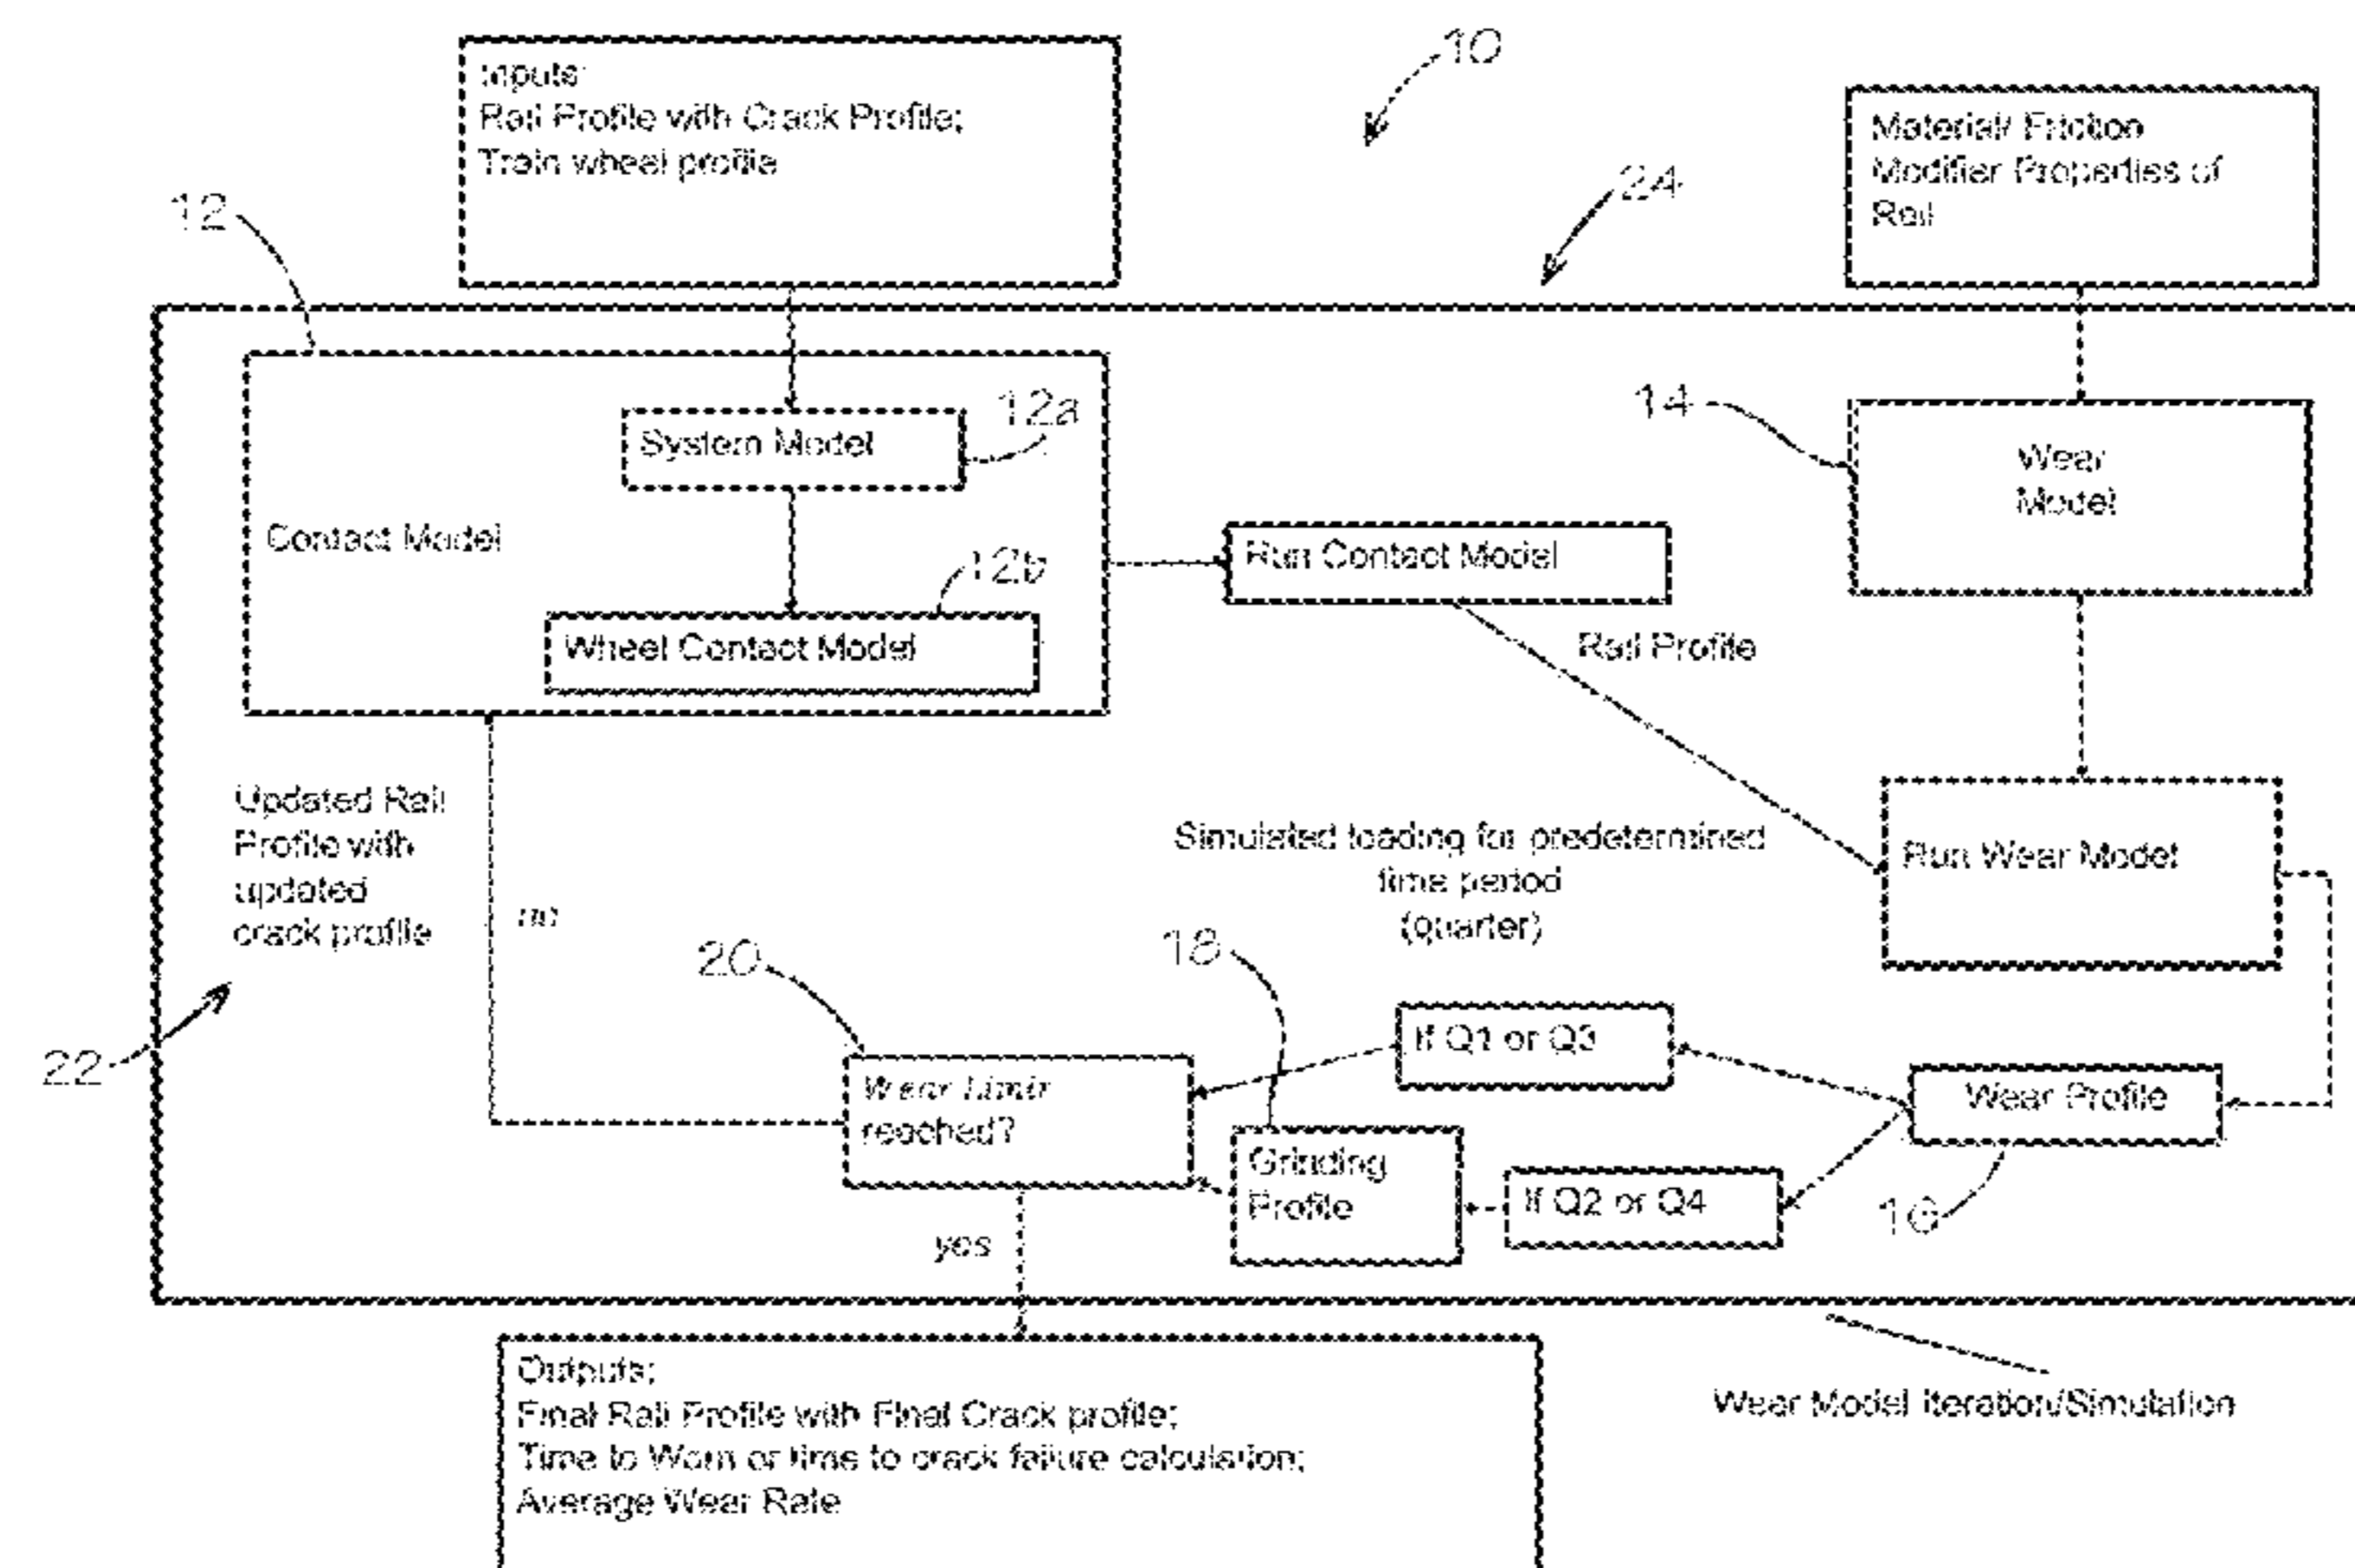 10
Inputs:
Rail Profile with Crack Profile;
Train wheel profile
Material/ Friction
Modifier Properties of
Rail
24
12
System Model
12a
Contact Model
12b
Wheel Contact Model
Run Contact Model
14
Wear
Model
Rail Profile
Updated Rail
Profile with
updated
crack profile
no
22
Simulated loading for predetermined
time period
(quarter)
Run Wear Model
20
18
If Q1 or Q3
Wear Limit
reached?
Wear Profile
Grinding
Profile
If Q2 or Q4
16
yes
Outputs;
Final Rail Profile with Final Crack profile;
Time to Worn or time to crack failure calculation;
Average Wear Rate
Wear Model Iteration/Simulation